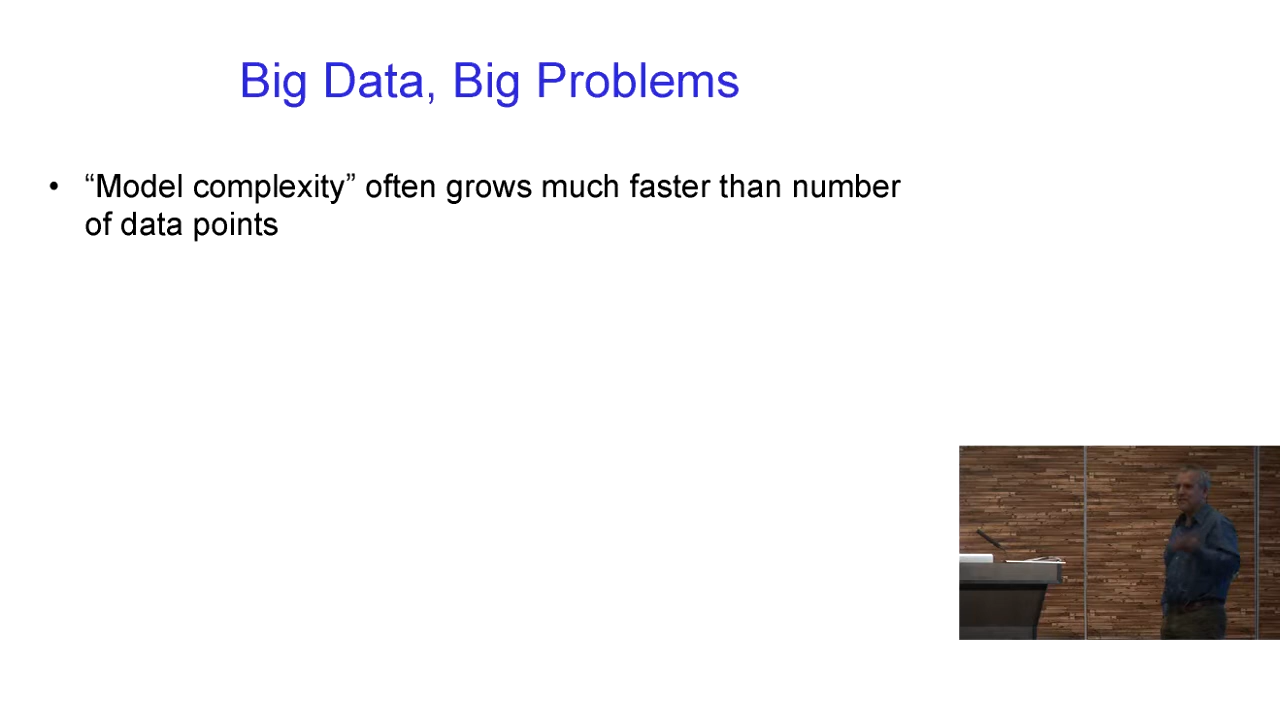 Big Data, Big Problems
• “Model complexity” often grows much faster than number
of data points